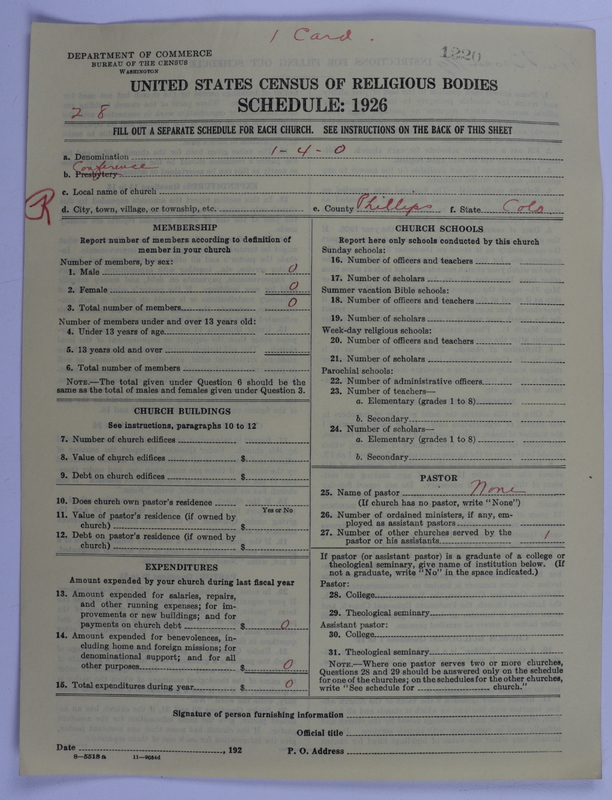 1 Card.
1220
DEPARTMENT OF COMMERCE
BUREAU OF THE CENSUS
WASHINGTON
UNITED STATES CENSUS OF RELIGIOUS BODIES
SCHEDULE: 1926
28
FILL OUT A SEPARATE SCHEDULE FOR EACH CHURCH. SEE INSTRUCTIONS ON THE BACK OF THIS SHEET
a. Denomination 1-4-0
Conference
b. Presbytery
c. Local name of church
R
d. City, town, village, or township, etc. e. County Phillips f. State Colo
MEMBERSHIP
Report number of members according to definition of
member in your church
Number of members, by sex:
1. Male 0
2. Female 0
3. Total number of members 0
Number of members under and over 13 years old:
4. Under 13 years of age
5. 13 years old and over
6. Total number of members
NOTE.—The total given under Question 6 should be the
same as the total of males and females given under Question 3.
CHURCH BUILDINGS
See instructions, paragraphs 10 to 12
7. Number of church edifices
8. Value of church edifices $
9. Debt on church edifices $
10. Does church own pastor's residence
Yes or No
11. Value of pastor's residence (if owned by
church) $
12. Debt on pastor's residence (if owned by
church) $
EXPENDITURES
Amount expended by your church during last fiscal year
13. Amount expended for salaries, repairs,
and other running expenses; for im-
provements or new buildings; and for
payments on church debt $ 0
14. Amount expended for benevolences, in-
cluding home and foreign missions; for
denominational support; and for all
other purposes $ 0
15. Total expenditures during year $ 0
CHURCH SCHOOLS
Report here only schools conducted by this church
Sunday schools:
16. Number of officers and teachers
17. Number of scholars
Summer vacation Bible schools:
18. Number of officers and teachers
19. Number of scholars
Week-day religious schools:
20. Number of officers and teachers
21. Number of scholars
Parochial schools:
22. Number of administrative officers
23. Number of teachers—
a. Elementary (grades 1 to 8)
b. Secondary
24. Number of scholars—
a. Elementary (grades 1 to 8)
b. Secondary
PASTOR
25. Name of pastor None
(If church has no pastor, write "None")
26. Number of ordained ministers, if any, em-
ployed as assistant pastors
27. Number of other churches served by the
pastor or his assistants 1
If pastor (or assistant pastor) is a graduate of a college or
theological seminary, give name of institution below. (If
not a graduate, write "No" in the space indicated.)
Pastor:
28. College
29. Theological seminary
Assistant pastor:
30. College
31. Theological seminary
NOTE.—Where one pastor serves two or more churches,
Questions 28 and 29 should be answered only on the schedule
for one of the churches; on the schedules for the other churches,
write "See schedule for church."
Signature of person furnishing information
Official title
Date , 192 P. O. Address
8—5518 a